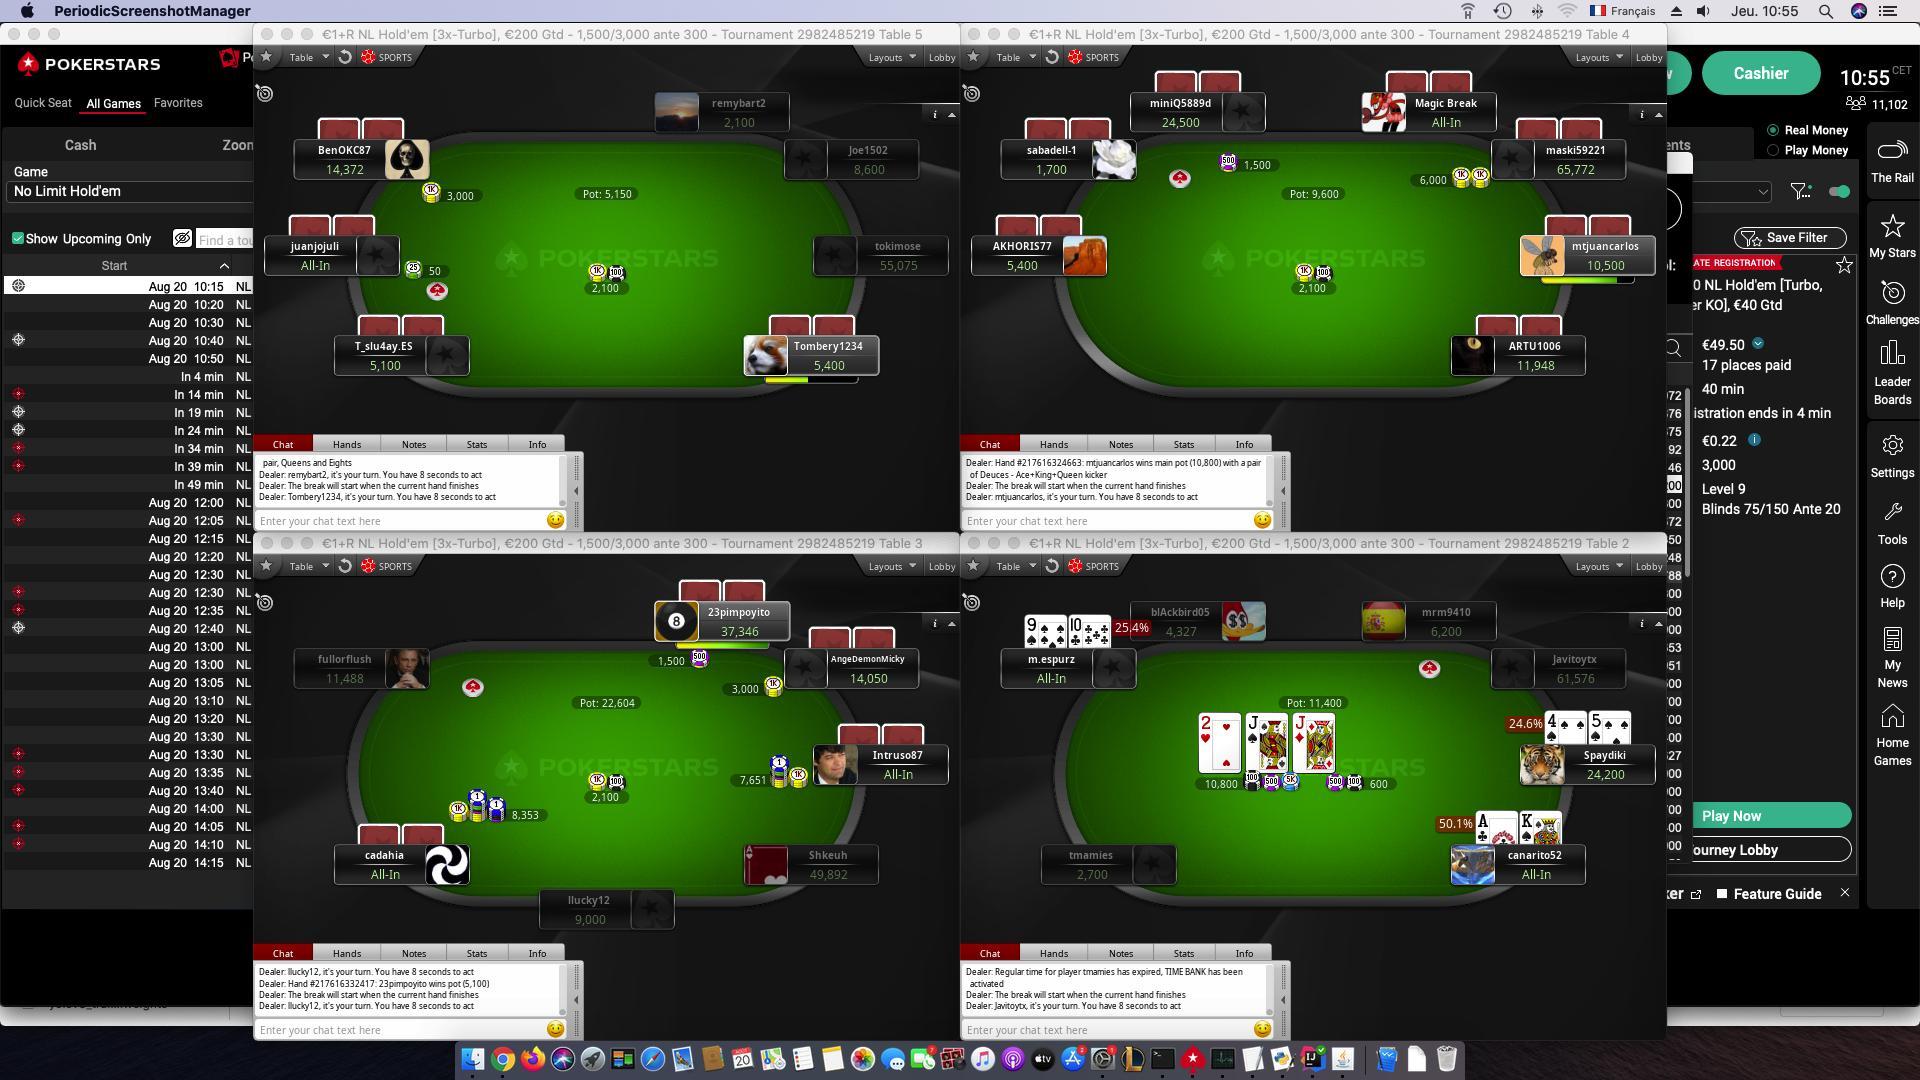 PeriodicScreenshotManager
Français
Jeu. 10:55
POKERSTARS
Quick Seat All Games Favorites
Cash
Zoon
Game
No Limit Hold'em
Show Upcoming Only
Find a tou
Start
Aug 20 10:15 NL
Aug 20 10:20 NL
Aug 20 10:30 NL
Aug 20 10:40 NL
Aug 20 10:50 NL
In 4 min NL
In 14 min NL
In 19 min NL
In 24 min NL
In 34 min NL
In 39 min NL
In 49 min NL
Aug 20 12:00 NL
Aug 20 12:05 NL
Aug 20 12:15 NL
Aug 20 12:20 NL
Aug 20 12:30 NL
Aug 20 12:30 NL
Aug 20 12:35 NL
Aug 20 12:40 NL
Aug 20 13:00 NL
Aug 20 13:00 NL
Aug 20 13:05 NL
Aug 20 13:10 NL
Aug 20 13:20 NL
Aug 20 13:30 NL
Aug 20 13:30 NL
Aug 20 13:35 NL
Aug 20 13:40 NL
Aug 20 14:00 NL
Aug 20 14:05 NL
Aug 20 14:10 NL
Aug 20 14:15 NL
€1+R NL Hold'em [3x-Turbo], €200 Gtd - 1,500/3,000 ante 300 - Tournament 2982485219 Table 5
Table SPORTS Layouts Lobby
remybart2
2,100
BenOKC87
14,372
Joe1502
8,600
3,000
Pot: 5,150
juanjojuli
All-In
25 50
POKERSTARS
tokimose
55,075
1K 100
2,100
T_slu4ay.ES
5,100
Tombery1234
5,400
Chat Hands Notes Stats Info
pair, Queens and Eights
Dealer: remybart2, it's your turn. You have 8 seconds to act
Dealer: The break will start when the current hand finishes
Dealer: Tombery1234, it's your turn. You have 8 seconds to act
Enter your chat text here
€1+R NL Hold'em [3x-Turbo], €200 Gtd - 1,500/3,000 ante 300 - Tournament 2982485219 Table 4
Table SPORTS Layouts Lobby
miniQ5889d
24,500
Magic Break
All-In
sabadell-1
1,700
maski59221
65,772
500 1,500
6,000 1K 1K
Pot: 9,600
AKHORIS77
5,400
POKERSTARS
mtjuancarlos
10,500
1K 100
2,100
ARTU1006
11,948
Chat Hands Notes Stats Info
Dealer: Hand #217616324663: mtjuancarlos wins main pot (10,800) with a pair
of Deuces - Ace+King+Queen kicker
Dealer: The break will start when the current hand finishes
Dealer: mtjuancarlos, it's your turn. You have 8 seconds to act
Enter your chat text here
€1+R NL Hold'em [3x-Turbo], €200 Gtd - 1,500/3,000 ante 300 - Tournament 2982485219 Table 3
Table SPORTS Layouts Lobby
23pimpoyito
37,346
fullorflush
11,488
1,500 500
AngeDemonMicky
14,050
3,000
Pot: 22,604
POKERSTARS
Intruso87
All-In
7,651
1K 100
2,100
8,353
cadahia
All-In
Shkeuh
49,892
llucky12
9,000
Chat Hands Notes Stats Info
Dealer: llucky12, it's your turn. You have 8 seconds to act
Dealer: Hand #217616332417: 23pimpoyito wins pot (5,100)
Dealer: The break will start when the current hand finishes
Dealer: llucky12, it's your turn. You have 8 seconds to act
Enter your chat text here
€1+R NL Hold'em [3x-Turbo], €200 Gtd - 1,500/3,000 ante 300 - Tournament 2982485219 Table 2
Table SPORTS Layouts Lobby
blAckbird05
4,327
mrm9410
6,200
9 10 25.4%
m.espurz
All-In
Javitoytx
61,576
Pot: 11,400
2 J J
24.6% 4 5
Spaydiki
24,200
10,800
600
50.1% A K
tmamies
2,700
canarito52
All-In
Chat Hands Notes Stats Info
Dealer: Regular time for player tmamies has expired, TIME BANK has been
activated
Dealer: The break will start when the current hand finishes
Dealer: Javitoytx, it's your turn. You have 8 seconds to act
Enter your chat text here
Cashier
10:55 CET
11,102
Real Money
Play Money
Save Filter
ATE REGISTRATION
0 NL Hold'em [Turbo,
er KO], €40 Gtd
€49.50
17 places paid
40 min
istration ends in 4 min
€0.22
3,000
Level 9
Blinds 75/150 Ante 20
Play Now
ourney Lobby
ker
Feature Guide
The Rail
My Stars
Challenges
Leader
Boards
Settings
Tools
Help
My
News
Home
Games